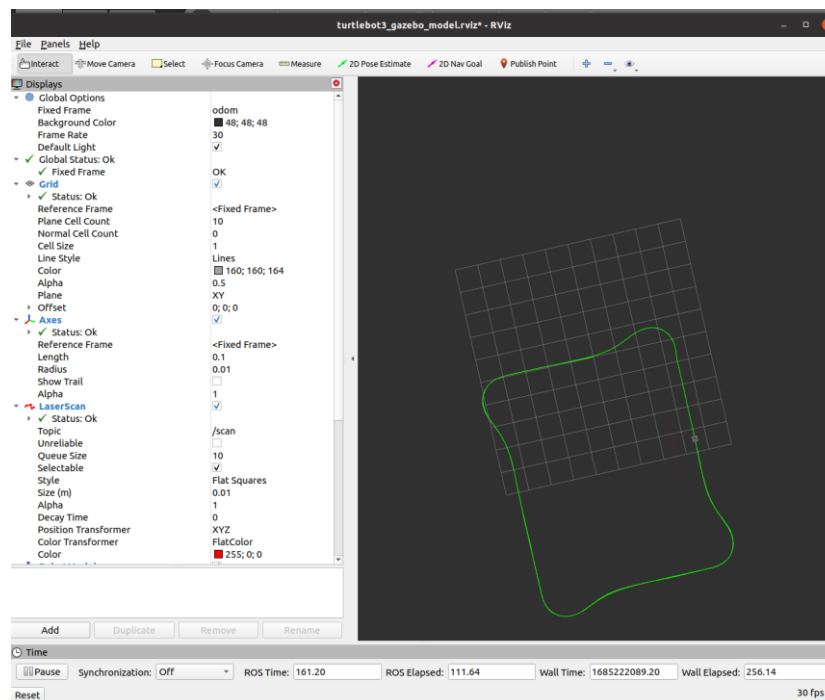 turtlebot3_gazebo_model.rviz* - RViz
File Panels Help
Interact Move Camera Select Focus Camera Measure 2D Pose Estimate 2D Nav Goal Publish Point
Displays
Global Options
Fixed Frame odom
Background Color 48; 48; 48
Frame Rate 30
Default Light
Global Status: Ok
Fixed Frame OK
Grid
Status: Ok
Reference Frame <Fixed Frame>
Plane Cell Count 10
Normal Cell Count 0
Cell Size 1
Line Style Lines
Color 160; 160; 164
Alpha 0.5
Plane XY
Offset 0; 0; 0
Axes
Status: Ok
Reference Frame <Fixed Frame>
Length 0.1
Radius 0.01
Show Trail
Alpha 1
LaserScan
Status: Ok
Topic /scan
Unreliable
Queue Size 10
Selectable
Style Flat Squares
Size (m) 0.01
Alpha 1
Decay Time 0
Position Transformer XYZ
Color Transformer FlatColor
Color 255; 0; 0
Add Duplicate Remove Rename
Time
Pause Synchronization: Off ROS Time: 161.20 ROS Elapsed: 111.64 Wall Time: 1685222089.20 Wall Elapsed: 256.14
Reset 30 fps